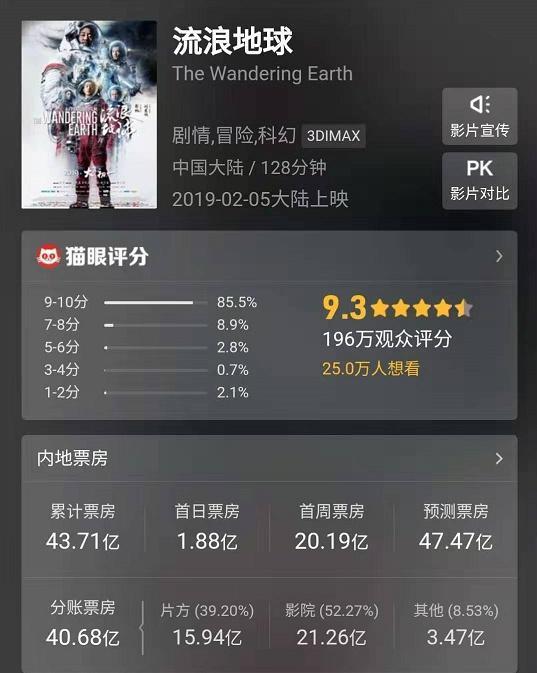 流浪地球
The Wandering Earth
剧情,冒险,科幻 3DIMAX
中国大陆 / 128分钟
2019-02-05大陆上映
影片宣传
PK
影片对比
THE WANDERING
EARTH
流浪地球
猫眼评分
9-10分 85.5%
7-8分 8.9%
5-6分 2.8%
3-4分 0.7%
1-2分 2.1%
9.3
196万观众评分
25.0万人想看
内地票房
累计票房 首日票房 首周票房 预测票房
43.71亿 1.88亿 20.19亿 47.47亿
分账票房 片方 (39.20%) 影院 (52.27%) 其他 (8.53%)
40.68亿 15.94亿 21.26亿 3.47亿